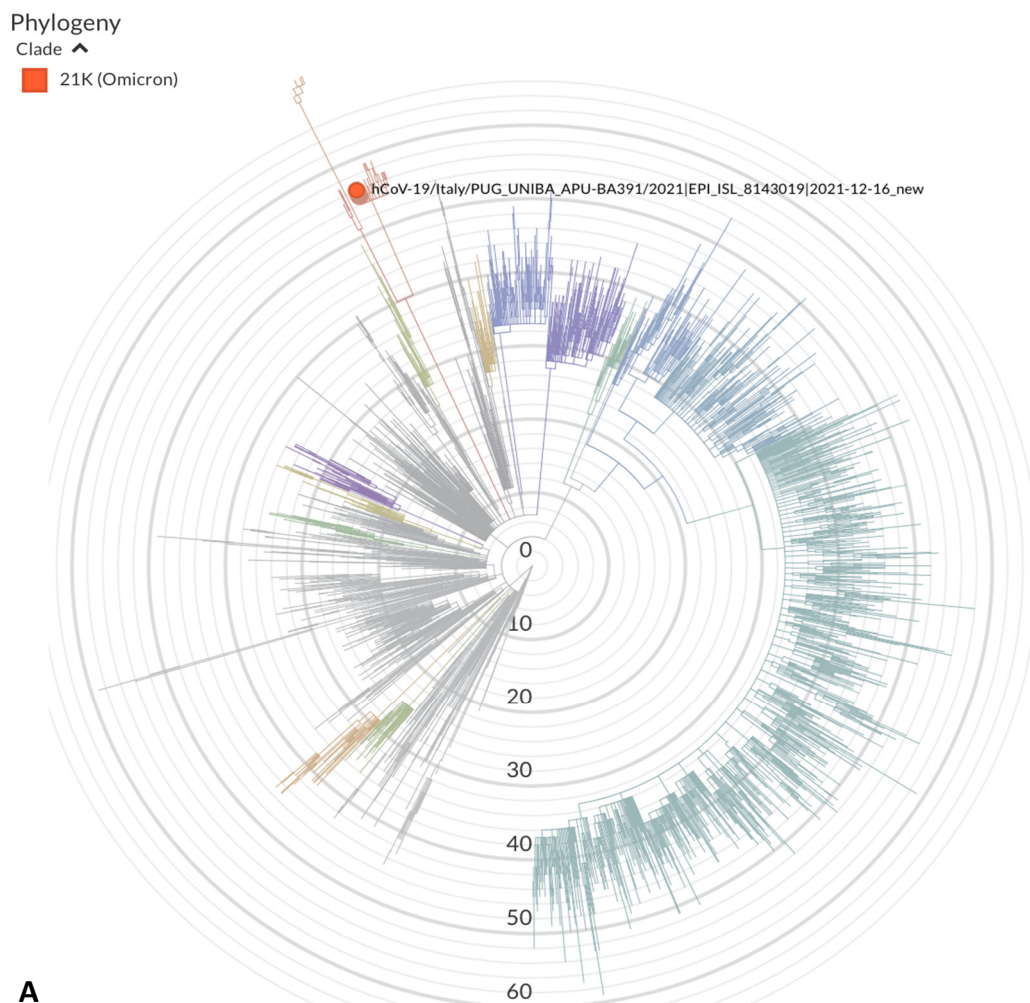 Phylogeny
Clade
21K (Omicron)
hCoV-19/Italy/PUG_UNIBA_APU-BA391/2021|EPI_ISL_8143019|2021-12-16_new
0
10
20
30
40
50
60
A